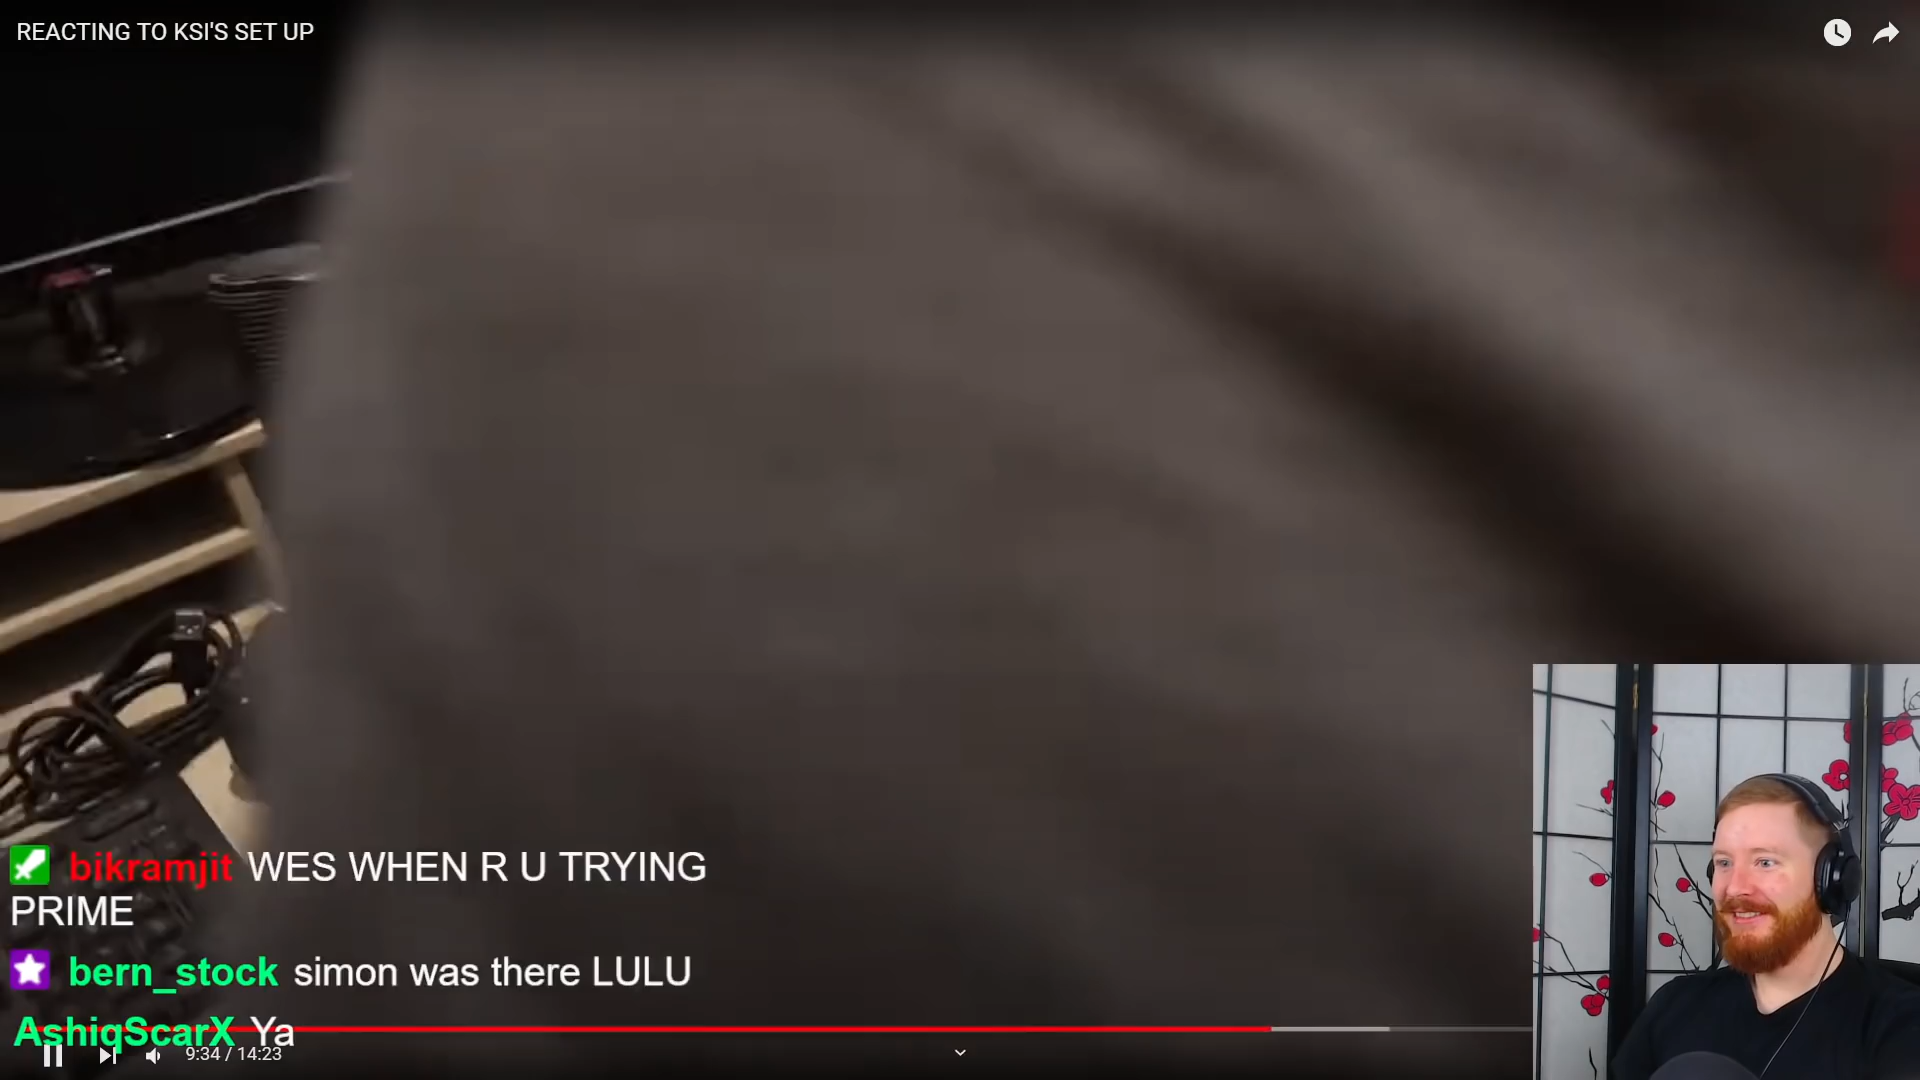 REACTING TO KSI'S SET UP
bikramjit WES WHEN R U TRYING
PRIME
bern_stock simon was there LULU
AshiqScarX Ya
9:34 / 14:23